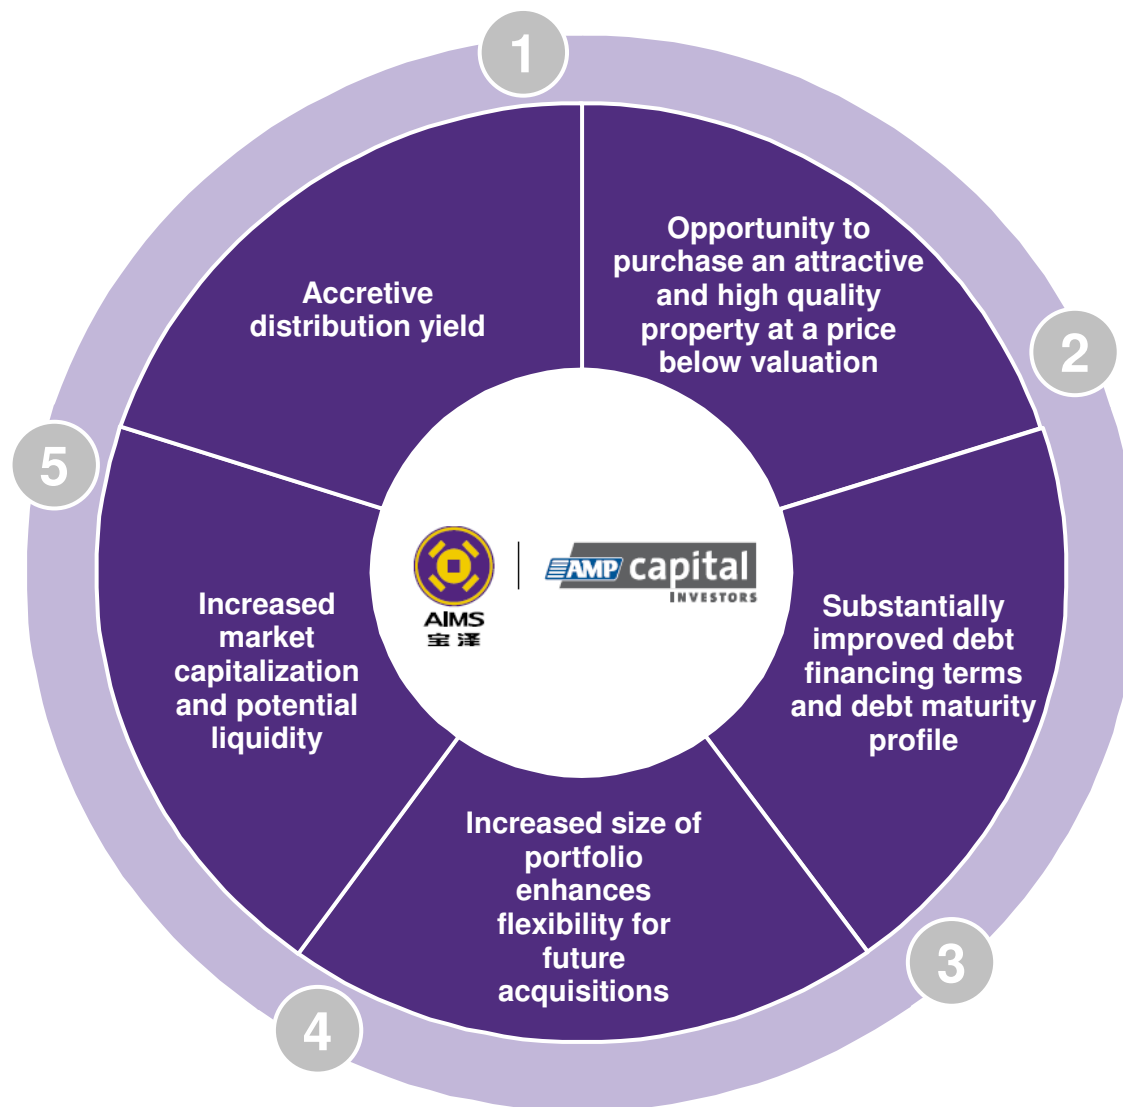 1
Opportunity to
purchase an attractive
and high quality
property at a price
below valuation
2
Substantially
improved debt
financing terms
and debt maturity
profile
3
Increased size of
portfolio
enhances
flexibility for
future
acquisitions
4
Increased
market
capitalization
and potential
liquidity
5
Accretive
distribution yield
AIMS
宝泽
AMP capital
INVESTORS